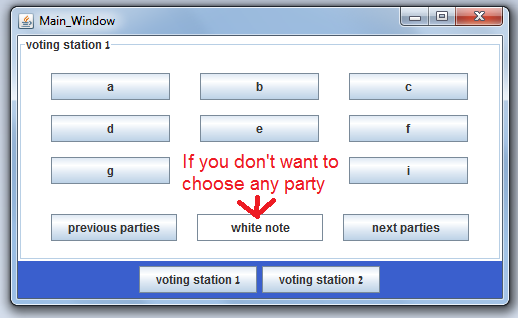 Main_Window
voting station 1
a b c
d e f
g i
If you don't want to
choose any party
previous parties white note next parties
voting station 1 voting station 2